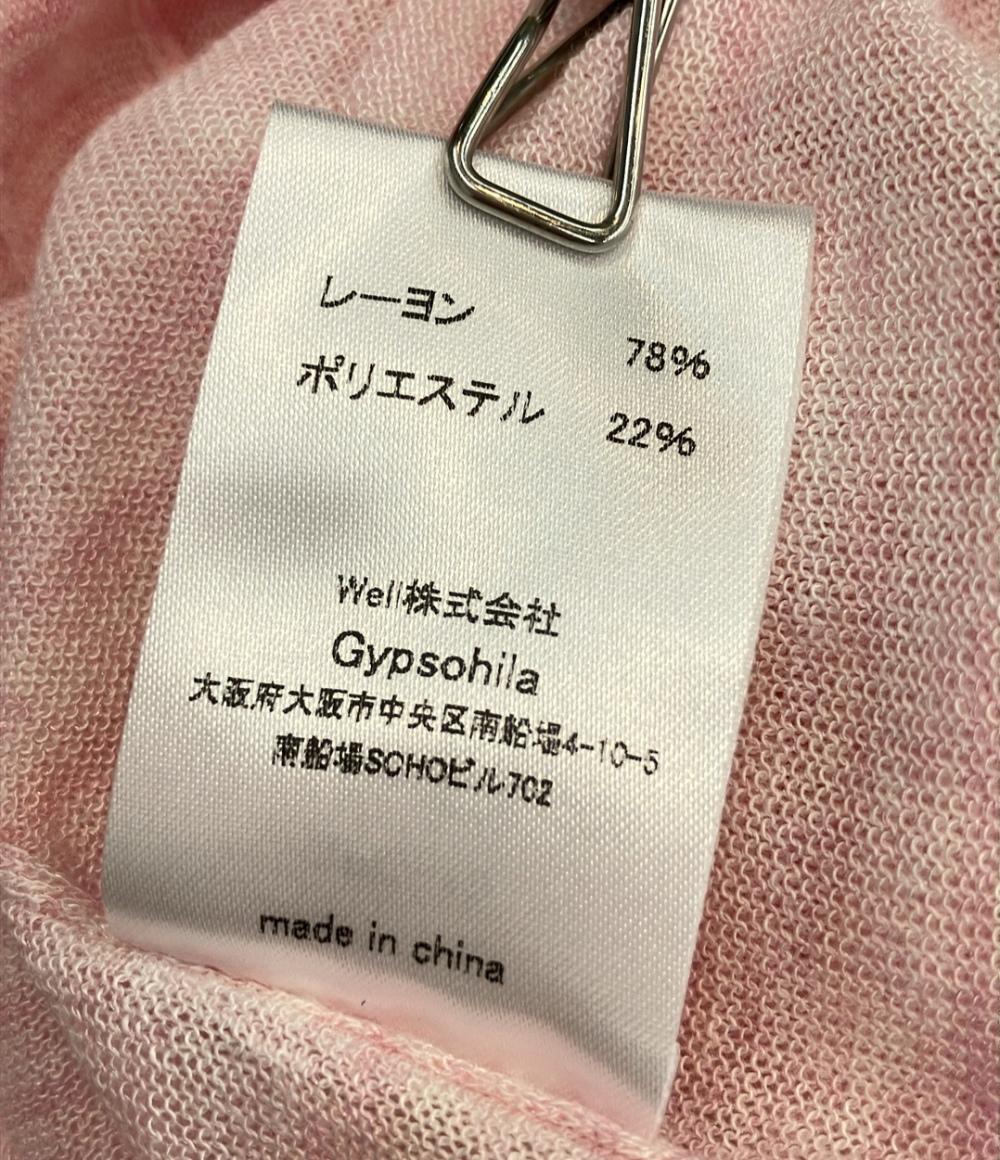 レーヨン 78%
ポリエステル 22%
Well株式会社
Gypsohila
大阪府大阪市中央区南船場4-10-5
南船場SOHOビル702
made in china